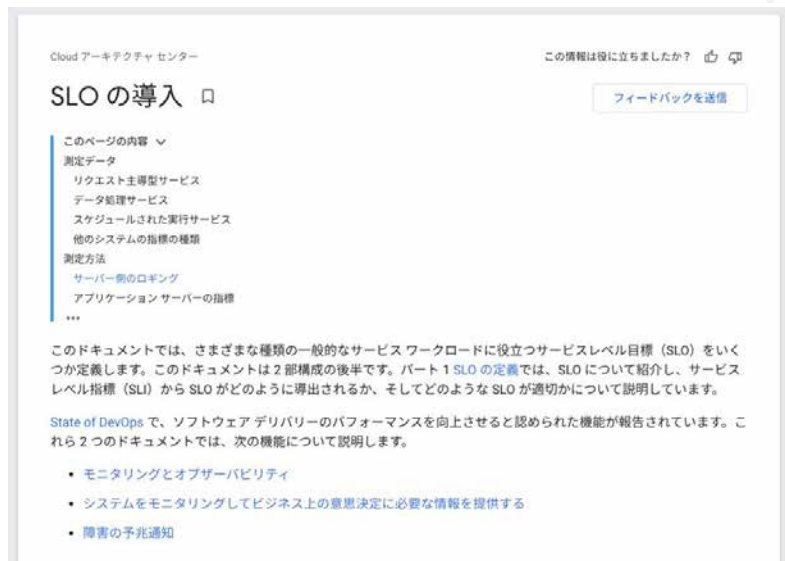 Cloud アーキテクチャ センター
この情報は役に立ちましたか？
SLO の導入
フィードバックを送信
このページの内容
測定データ
リクエスト主導型サービス
データ処理サービス
スケジュールされた実行サービス
他のシステムの指標の種類
測定方法
サーバー側のロギング
アプリケーション サーバーの指標
•••
このドキュメントでは、さまざまな種類の一般的なサービス ワークロードに役立つサービスレベル目標（SLO）をいく
つか定義します。このドキュメントは 2 部構成の後半です。パート 1 SLO の定義では、SLO について紹介し、サービス
レベル指標（SLI）から SLO がどのように導出されるか、そしてどのような SLO が適切かについて説明しています。
State of DevOps で、ソフトウェア デリバリーのパフォーマンスを向上させると認められた機能が報告されています。こ
れら 2 つのドキュメントでは、次の機能について説明します。
• モニタリングとオブザーバビリティ
• システムをモニタリングしてビジネス上の意思決定に必要な情報を提供する
• 障害の予兆通知